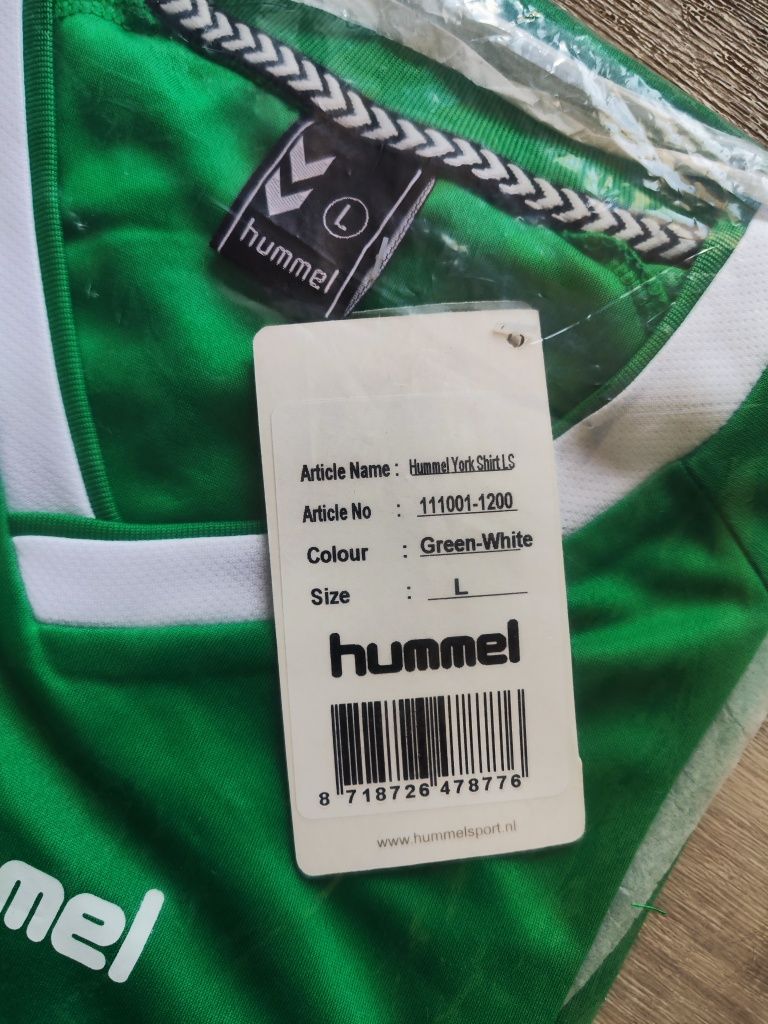 L
hummel
Article Name : Hummel York Shirt LS
Article No : 111001-1200
Colour : Green-White
Size : L
hummel
8 718726 478776
www.hummelsport.nl
mel